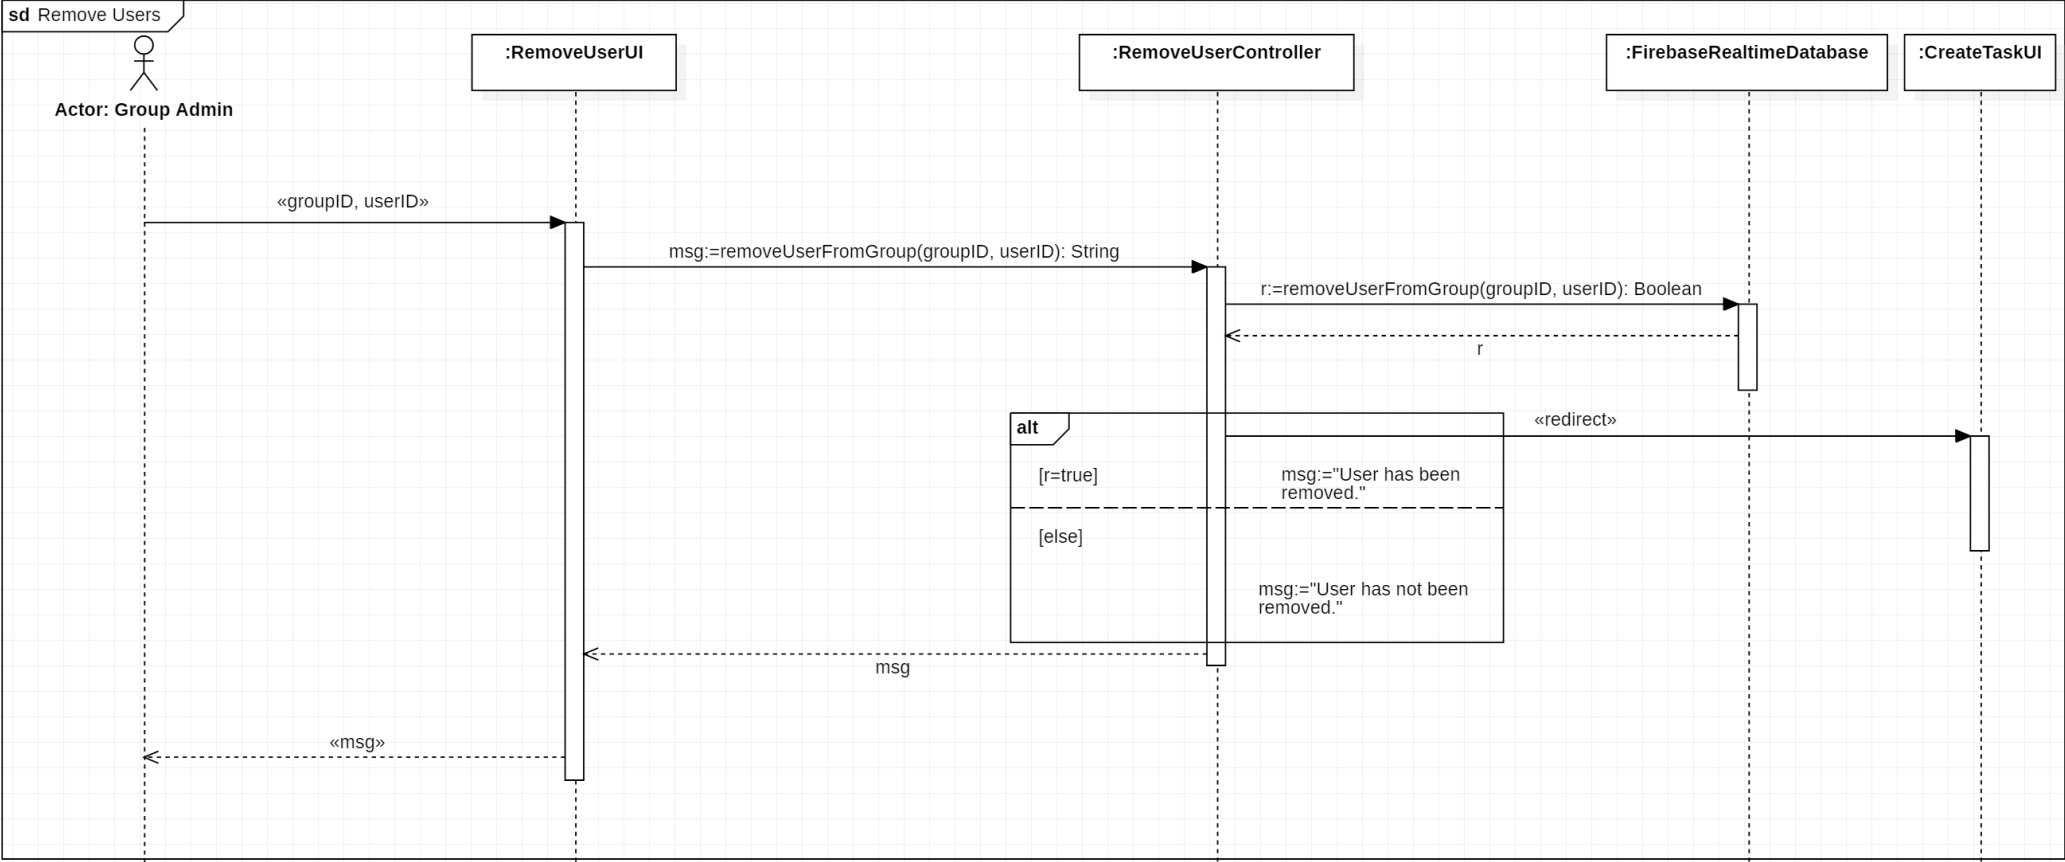 sd Remove Users
:RemoveUserUI
:RemoveUserController
:FirebaseRealtimeDatabase
:CreateTaskUI
Actor: Group Admin
«groupID, userID»
msg:=removeUserFromGroup(groupID, userID): String
r:=removeUserFromGroup(groupID, userID): Boolean
r
«redirect»
alt
[r=true]
msg:="User has been
removed."
[else]
msg:="User has not been
removed."
msg
«msg»